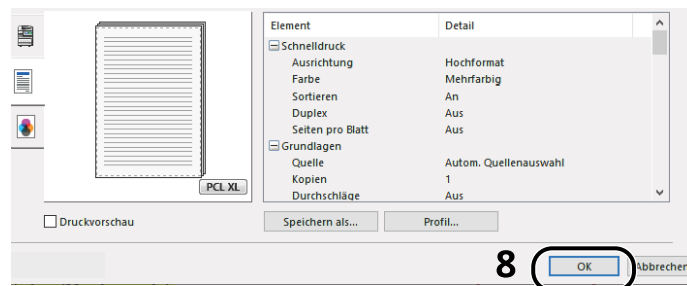 Element Detail
Schnelldruck
Ausrichtung Hochformat
Farbe Mehrfarbig
Sortieren An
Duplex Aus
Seiten pro Blatt Aus
Grundlagen
Quelle Autom. Quellenauswahl
Kopien 1
Durchschläge Aus
PCL XL
Druckvorschau Speichern als... Profil...
8 OK Abbrechen